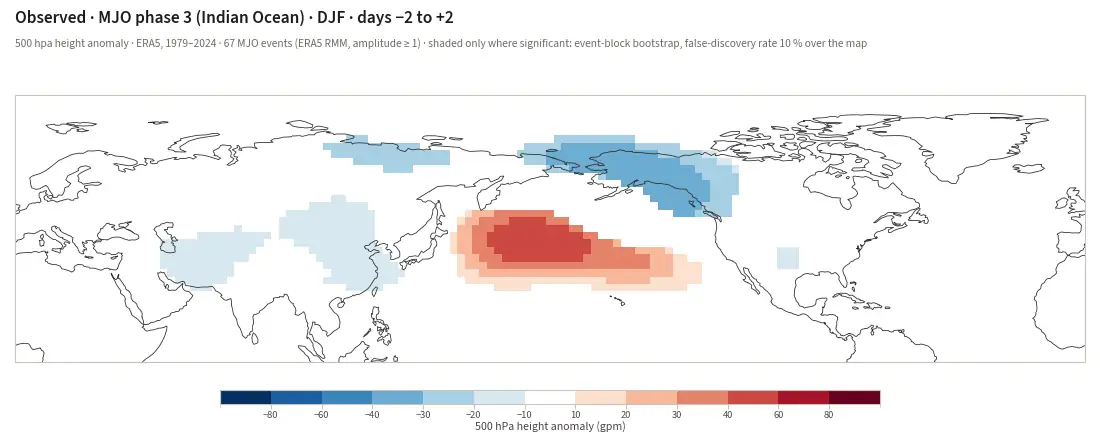 Observed · MJO phase 3 (Indian Ocean) · DJF · days −2 to +2
500 hpa height anomaly · ERA5, 1979–2024 · 67 MJO events (ERA5 RMM, amplitude ≥ 1) · shaded only where significant: event-block bootstrap, false-discovery rate 10 % over the map
−80 −60 −40 −30 −20 −10 10 20 30 40 60 80
500 hPa height anomaly (gpm)